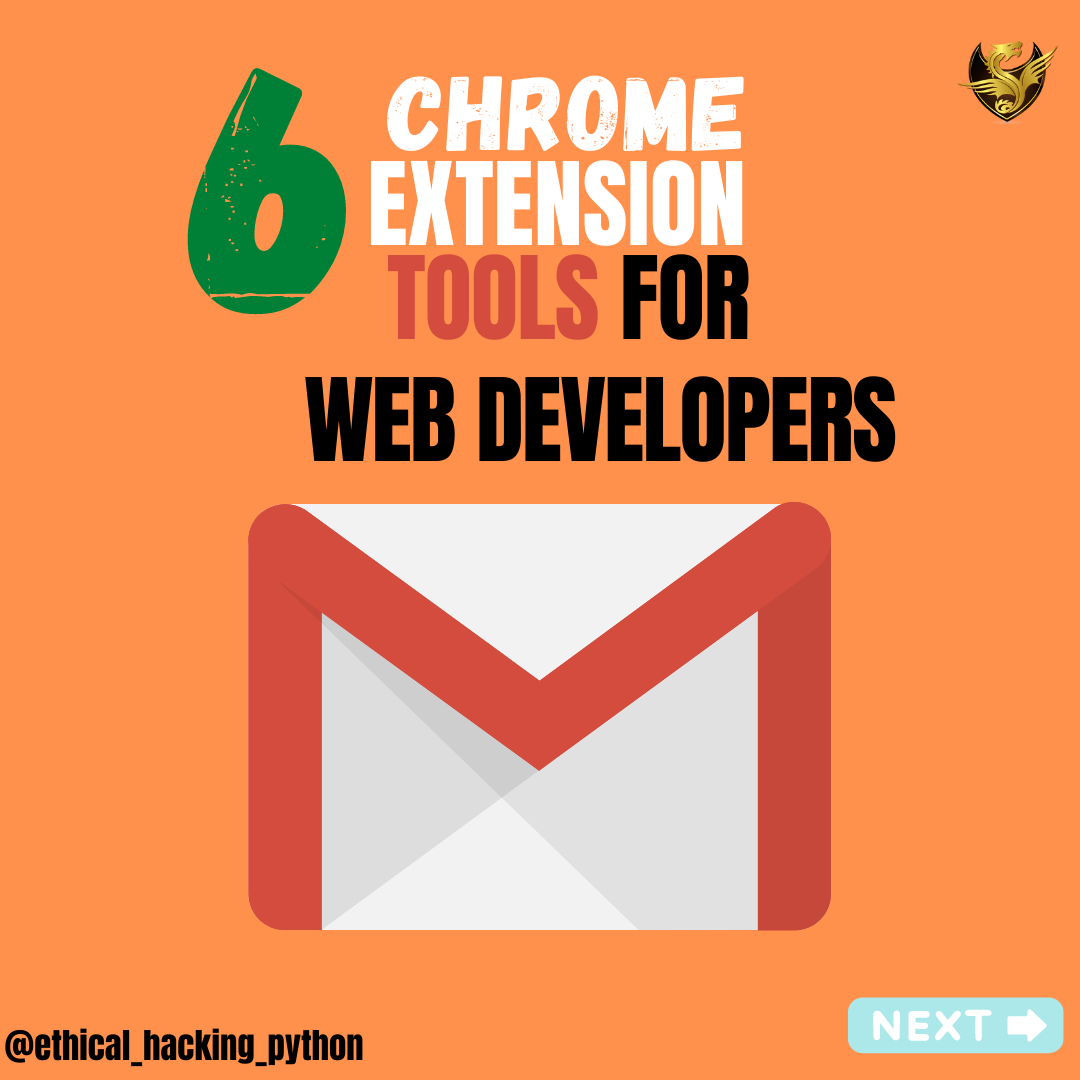 6 CHROME
EXTENSION
TOOLS FOR
WEB DEVELOPERS
@ethical_hacking_python
NEXT